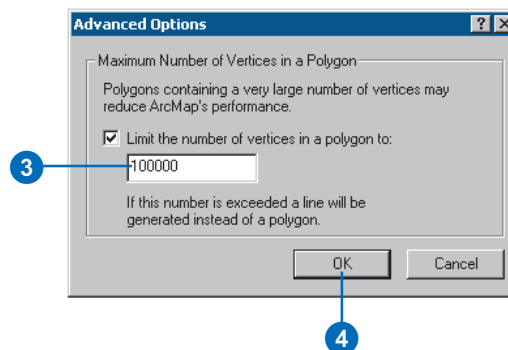 Advanced Options
Maximum Number of Vertices in a Polygon
Polygons containing a very large number of vertices may
reduce ArcMap's performance.
Limit the number of vertices in a polygon to:
3
100000
If this number is exceeded a line will be
generated instead of a polygon.
OK
Cancel
4